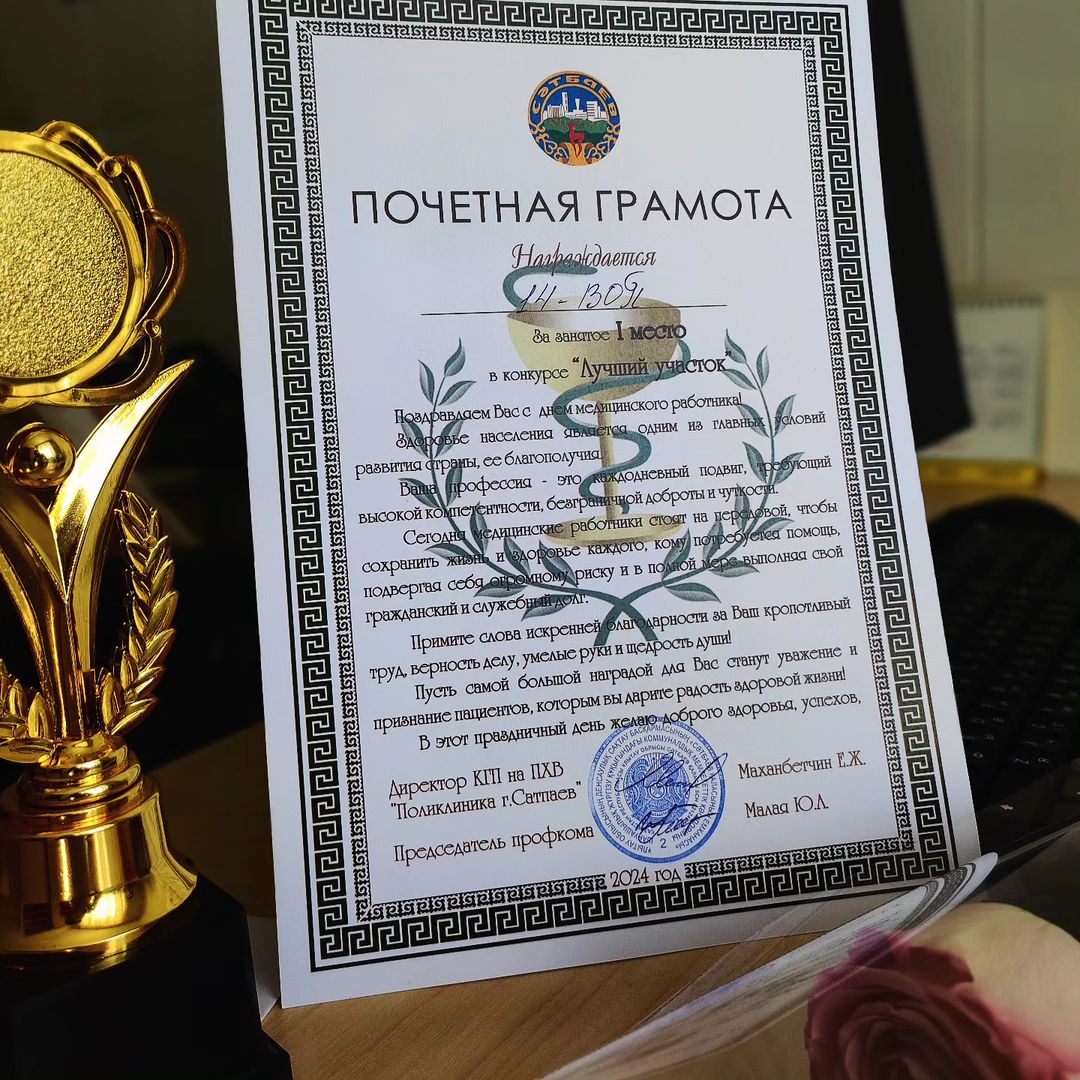 СӘТБАЕВ
ПОЧЕТНАЯ ГРАМОТА
Награждается
14 - ВОП
За занятое I место
в конкурсе “Лучший участок”
Поздравляем Вас с днем медицинского работника!
Здоровье населения является одним из главных условий
развития страны, ее благополучия.
Ваша профессия - это каждодневный подвиг, требующий
высокой компетентности, безграничной доброты и чуткости.
Сегодня медицинские работники стоят на передовой, чтобы
сохранить жизнь и здоровье каждого, кому потребуется помощь,
подвергая себя огромному риску и в полной мере выполняя свой
гражданский и служебный долг.
Примите слова искренней благодарности за Ваш кропотливый
труд, верность делу, умелые руки и щедрость души!
Пусть самой большой наградой для Вас станут уважение и
признание пациентов, которым вы дарите радость здоровой жизни!
В этот праздничный день желаю доброго здоровья, успехов,
Директор КГП на ПХВ
"Поликлиника г.Сатпаев"
Маханбетчин Е.Ж.
Председатель профкома
Малая Ю.Л.
2
2024 год